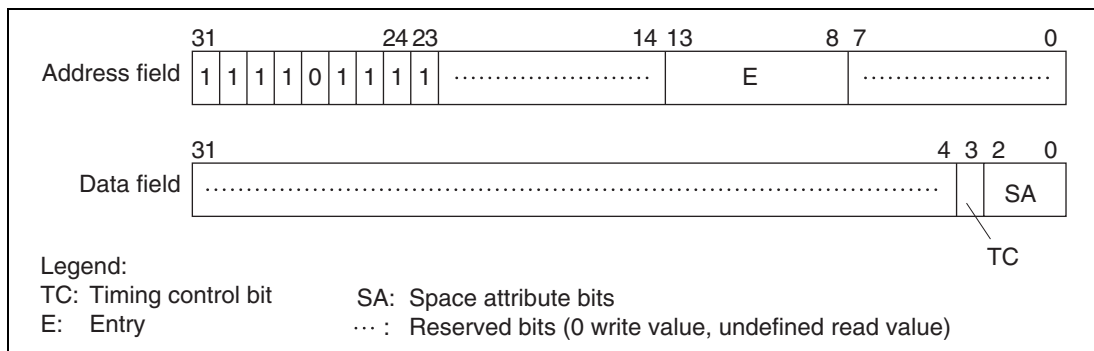 31 24 23 14 13 8 7 0
Address field 1 1 1 1 0 1 1 1 1 ........................ E ........................
31 4 3 2 0
Data field ................................................................................ SA
TC
Legend:
TC: Timing control bit SA: Space attribute bits
E: Entry ··· : Reserved bits (0 write value, undefined read value)